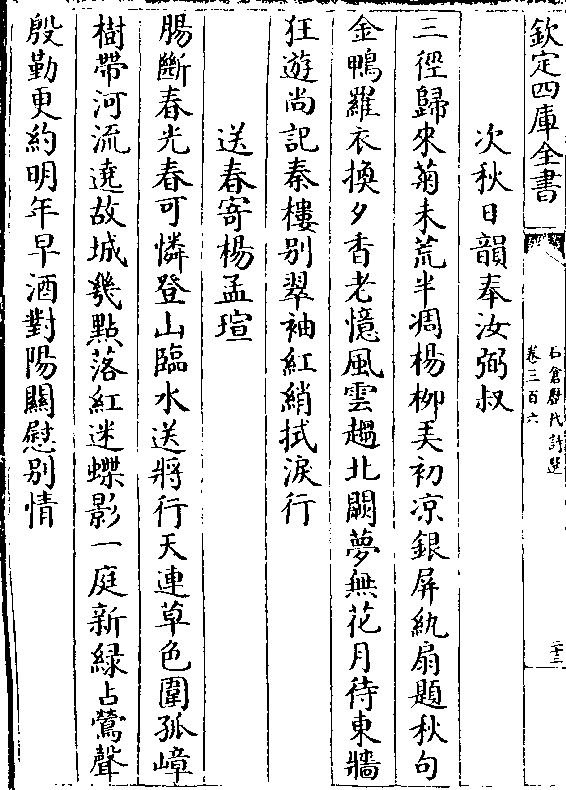 欽定四庫全書
石倉歷代詩選
卷三百六
二十三
次秋日韻奉汝弼叔
三徑歸來菊未荒半凋楊柳弄初凉銀屏紈扇題秋句
金鴨羅衣換夕香老憶風雲趨北闕夢無花月待東牆
狂遊尚記秦樓别翠袖紅綃拭淚行
送春寄楊孟瑄
腸斷春光春可憐登山臨水送將行天連草色圍孤嶂
樹帶河流遶故城幾點落紅迷蝶影一庭新緑占鶯聲
殷勤更約明年早酒對陽關慰别情